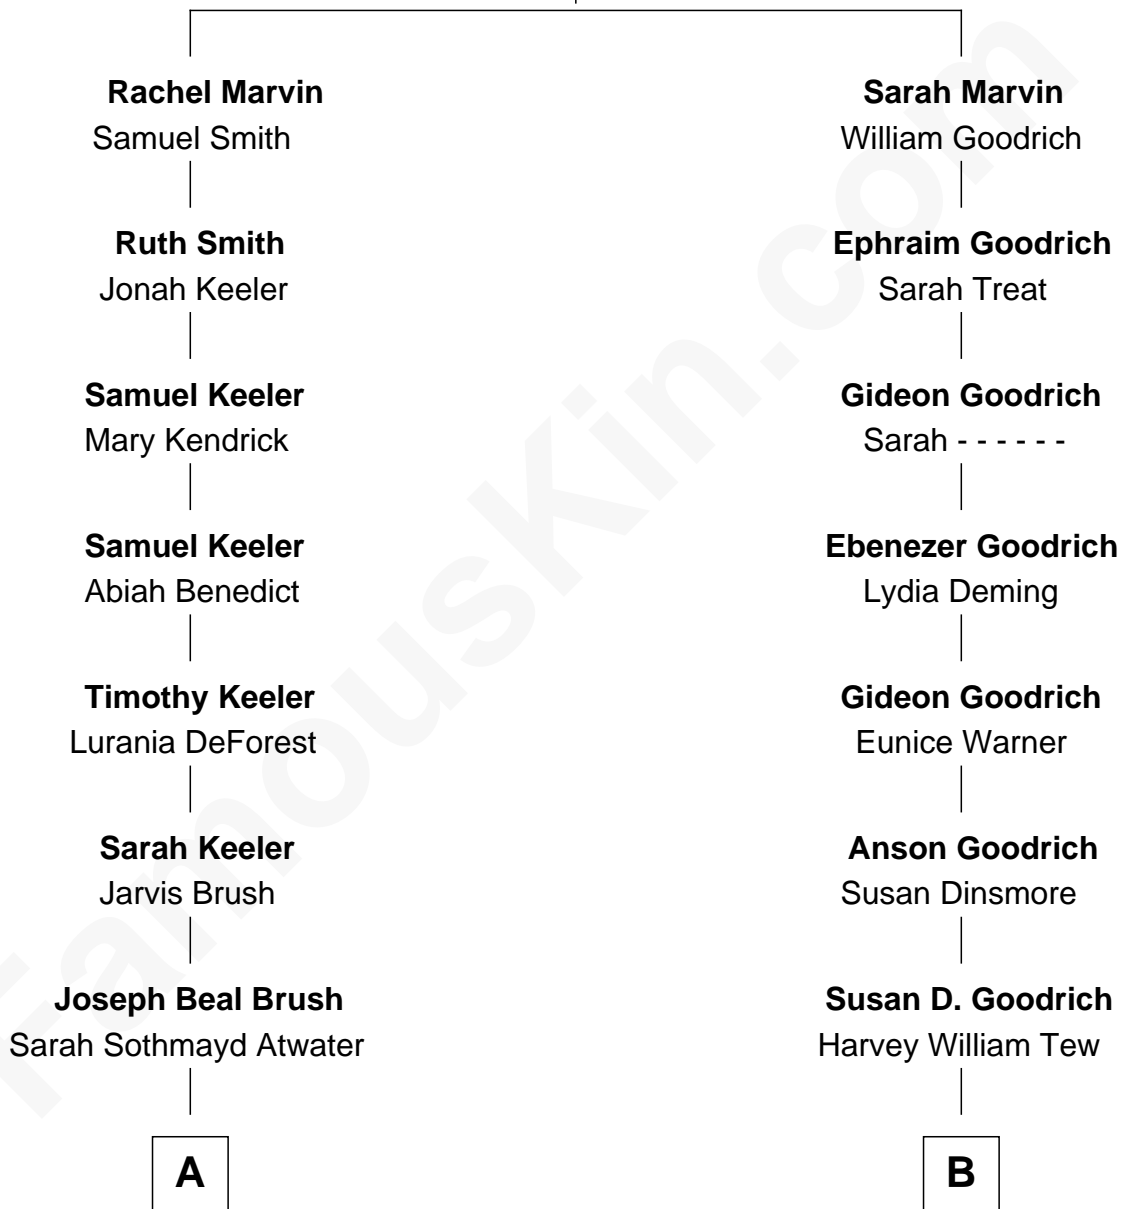 Rachel Marvin
Samuel Smith
Sarah Marvin
William Goodrich
Ruth Smith
Jonah Keeler
Ephraim Goodrich
Sarah Treat
Samuel Keeler
Mary Kendrick
Gideon Goodrich
Sarah - - - - - -
Samuel Keeler
Abiah Benedict
Ebenezer Goodrich
Lydia Deming
Timothy Keeler
Lurania DeForest
Gideon Goodrich
Eunice Warner
Sarah Keeler
Jarvis Brush
Anson Goodrich
Susan Dinsmore
Joseph Beal Brush
Sarah Sothmayd Atwater
Susan D. Goodrich
Harvey William Tew
A
B
FamousKin.com